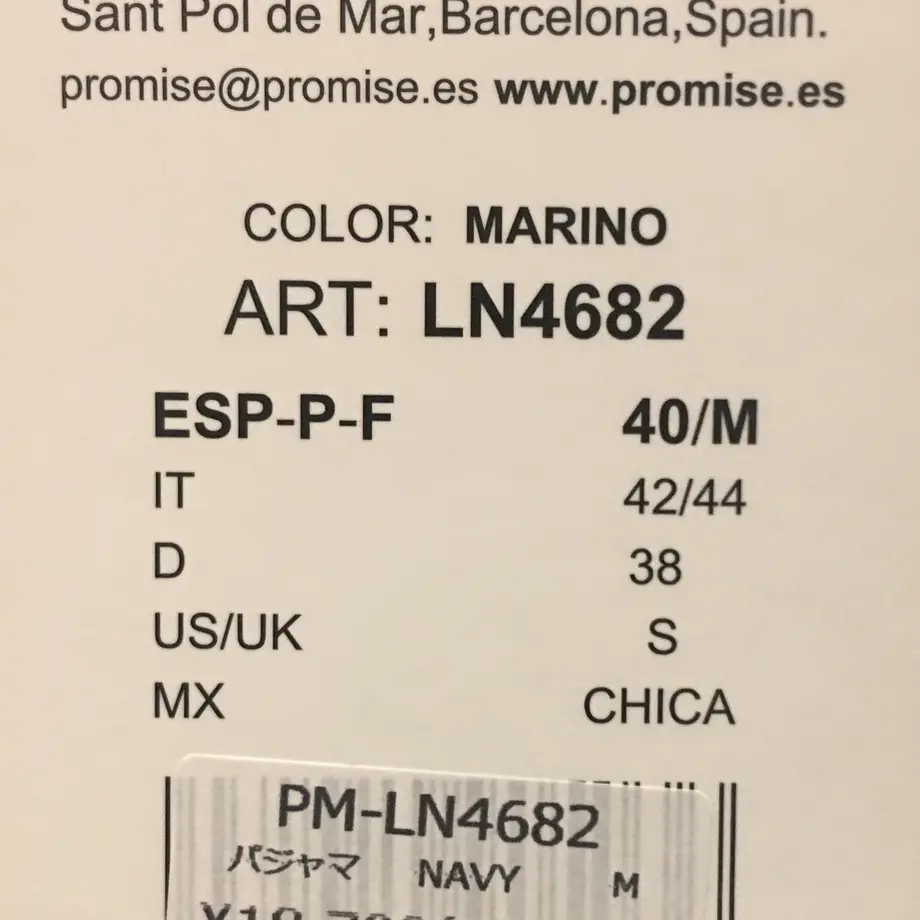 Sant Pol de Mar,Barcelona,Spain.
promise@promise.es www.promise.es
COLOR: MARINO
ART: LN4682
ESP-P-F 40/M
IT 42/44
D 38
US/UK S
MX CHICA
PM-LN4682
パジャマ NAVY M